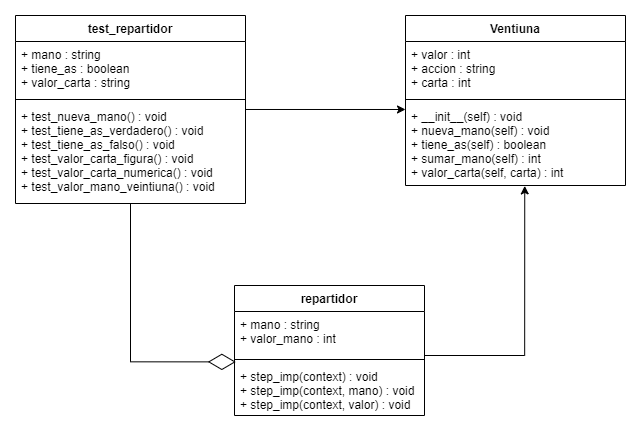 test_repartidor
+ mano : string
+ tiene_as : boolean
+ valor_carta : string
+ test_nueva_mano() : void
+ test_tiene_as_verdadero() : void
+ test_tiene_as_falso() : void
+ test_valor_carta_figura() : void
+ test_valor_carta_numerica() : void
+ test_valor_mano_veintiuna() : void
Ventiuna
+ valor : int
+ accion : string
+ carta : int
+ __init__(self) : void
+ nueva_mano(self) : void
+ tiene_as(self) : boolean
+ sumar_mano(self) : int
+ valor_carta(self, carta) : int
repartidor
+ mano : string
+ valor_mano : int
+ step_imp(context) : void
+ step_imp(context, mano) : void
+ step_imp(context, valor) : void